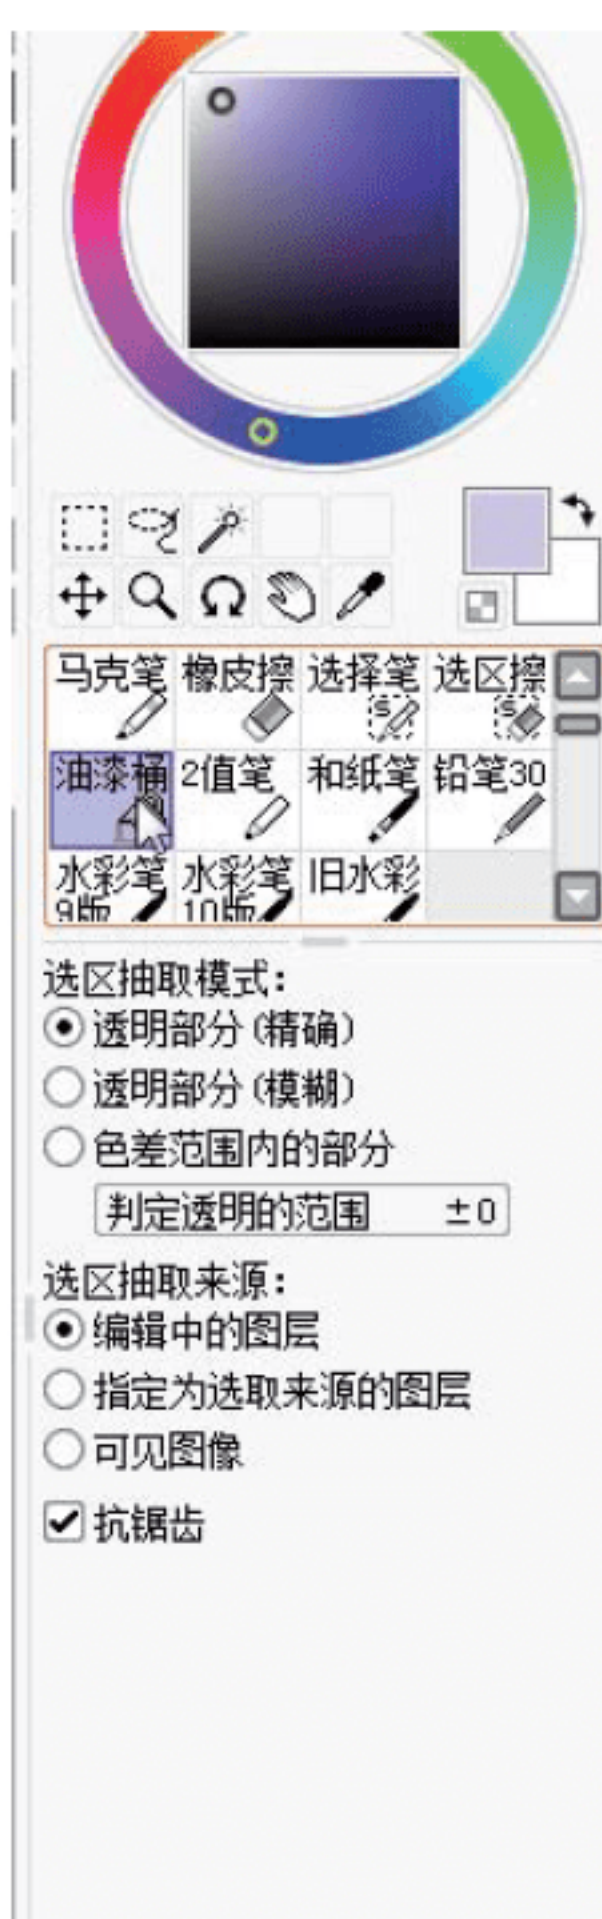 马克笔 橡皮擦 选择笔 选区擦
油漆桶 2值笔 和纸笔 铅笔30
水彩笔 水彩笔 旧水彩
9版 10版
选区抽取模式:
透明部分(精确)
透明部分(模糊)
色差范围内的部分
判定透明的范围 ±0
选区抽取来源:
编辑中的图层
指定为选取来源的图层
可见图像
抗锯齿